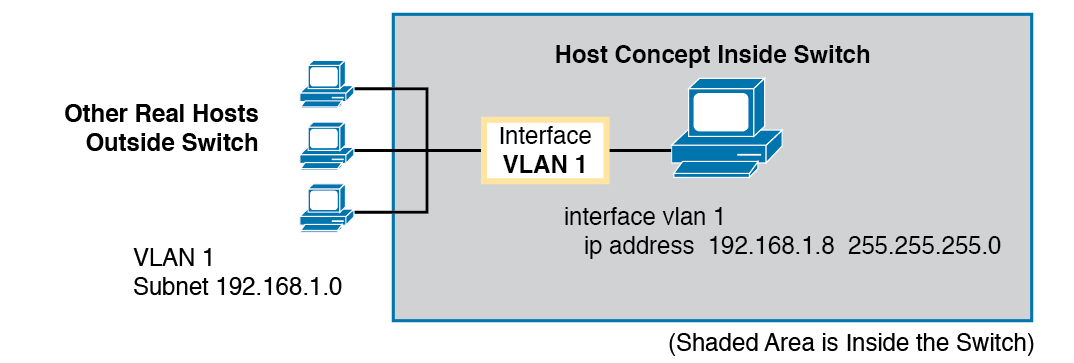 Host Concept Inside Switch
Other Real Hosts
Outside Switch
Interface
VLAN 1
interface vlan 1
ip address 192.168.1.8 255.255.255.0
VLAN 1
Subnet 192.168.1.0
(Shaded Area is Inside the Switch)